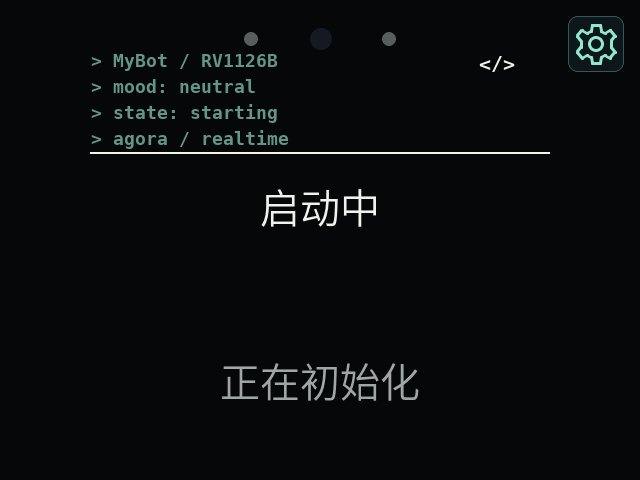 > MyBot / RV1126B
</>
> mood: neutral
> state: starting
> agora / realtime
启动中
正在初始化